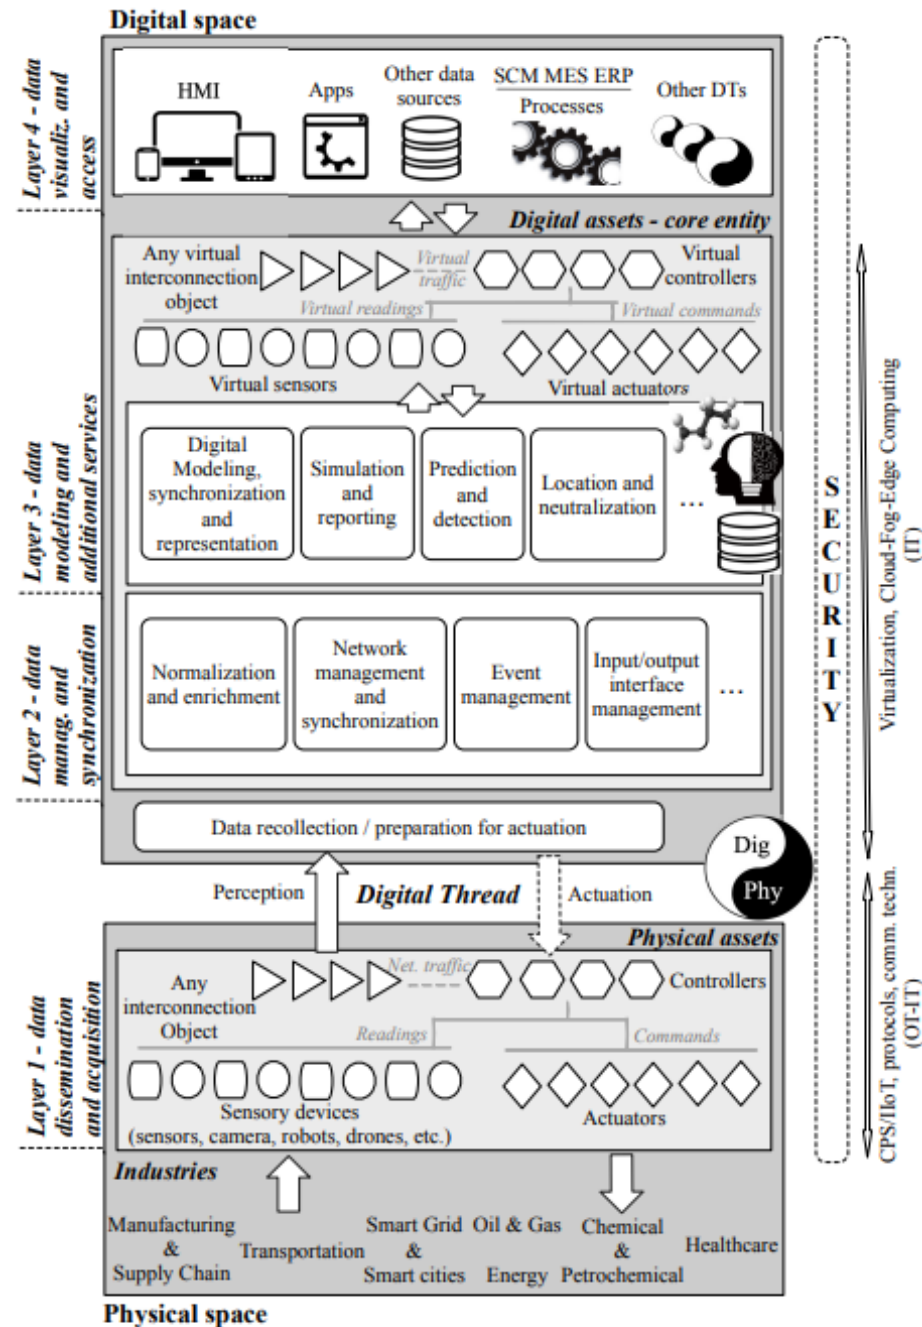 Digital space
Layer 4 - data
visualiz. and
access
HMI
Apps
Other data
sources
SCM MES ERP
Processes
Other DTs
Digital assets - core entity
Any virtual
interconnection
object
Virtual
traffic
Virtual
controllers
Virtual readings
Virtual commands
Virtual sensors
Virtual actuators
Layer 3 - data
modeling and
additional services
Digital
Modeling,
synchronization
and
representation
Simulation
and
reporting
Prediction
and
detection
Location and
neutralization
...
Layer 2 - data
manag. and
synchronization
Normalization
and enrichment
Network
management
and
synchronization
Event
management
Input/output
interface
management
...
Data recollection / preparation for actuation
Dig
Phy
Perception
Digital Thread
Actuation
Physical assets
Layer 1 - data
dissemination
and acquisition
Any
interconnection
Object
Net. traffic
Controllers
Readings
Commands
Sensory devices
(sensors, camera, robots, drones, etc.)
Actuators
Industries
Manufacturing
&
Supply Chain
Transportation
Smart Grid
&
Smart cities
Oil & Gas
Energy
Chemical
&
Petrochemical
Healthcare
Physical space
SECURITY
Virtualization, Cloud-Fog-Edge Computing
(IT)
CPS/IIoT, protocols, comm. techn.
(OT-IT)